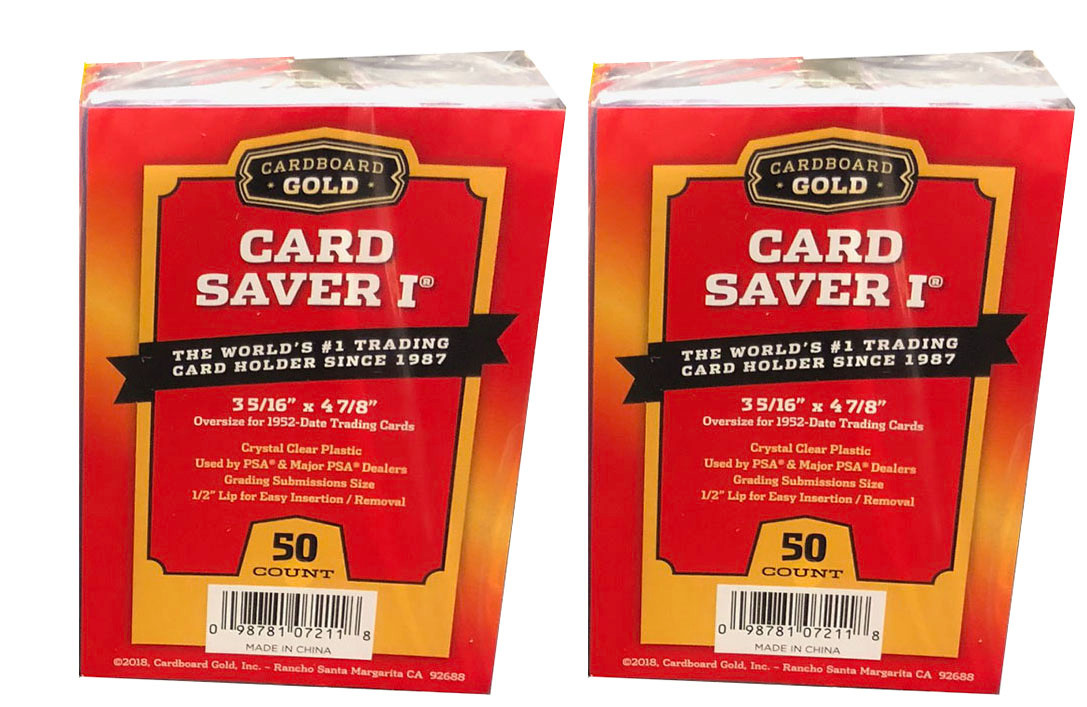 CARDBOARD
GOLD
CARD
SAVER I®
THE WORLD'S #1 TRADING
CARD HOLDER SINCE 1987
3 5/16" x 4 7/8"
Oversize for 1952-Date Trading Cards
Crystal Clear Plastic
Used by PSA® & Major PSA® Dealers
Grading Submissions Size
1/2" Lip for Easy Insertion / Removal
50
COUNT
0 98781 07211 8
MADE IN CHINA
©2018, Cardboard Gold, Inc. ~ Rancho Santa Margarita CA 92688
CARDBOARD
GOLD
CARD
SAVER I®
THE WORLD'S #1 TRADING
CARD HOLDER SINCE 1987
3 5/16" x 4 7/8"
Oversize for 1952-Date Trading Cards
Crystal Clear Plastic
Used by PSA® & Major PSA® Dealers
Grading Submissions Size
1/2" Lip for Easy Insertion / Removal
50
COUNT
0 98781 07211 8
MADE IN CHINA
©2018, Cardboard Gold, Inc. ~ Rancho Santa Margarita CA 92688